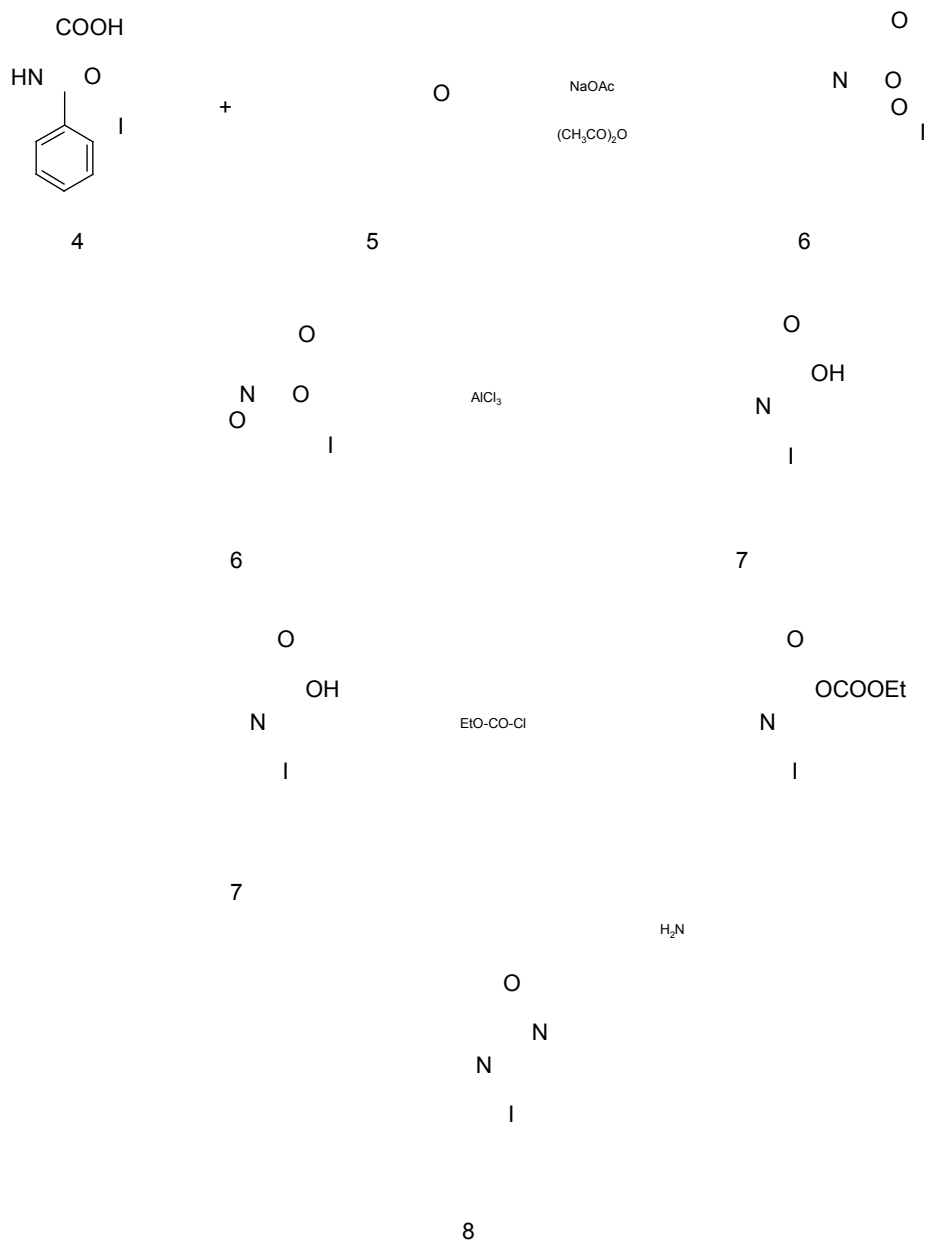 COOH
HN O
I
+
O
NaOAc
(CH₃CO)₂O
O
N O
O
I
4 5 6
O
N O
O
I
AlCl₃
O
OH
N
I
6 7
O
OH
N
I
EtO-CO-Cl
O
OCOOEt
N
I
7
H₂N
O
N
N
I
8